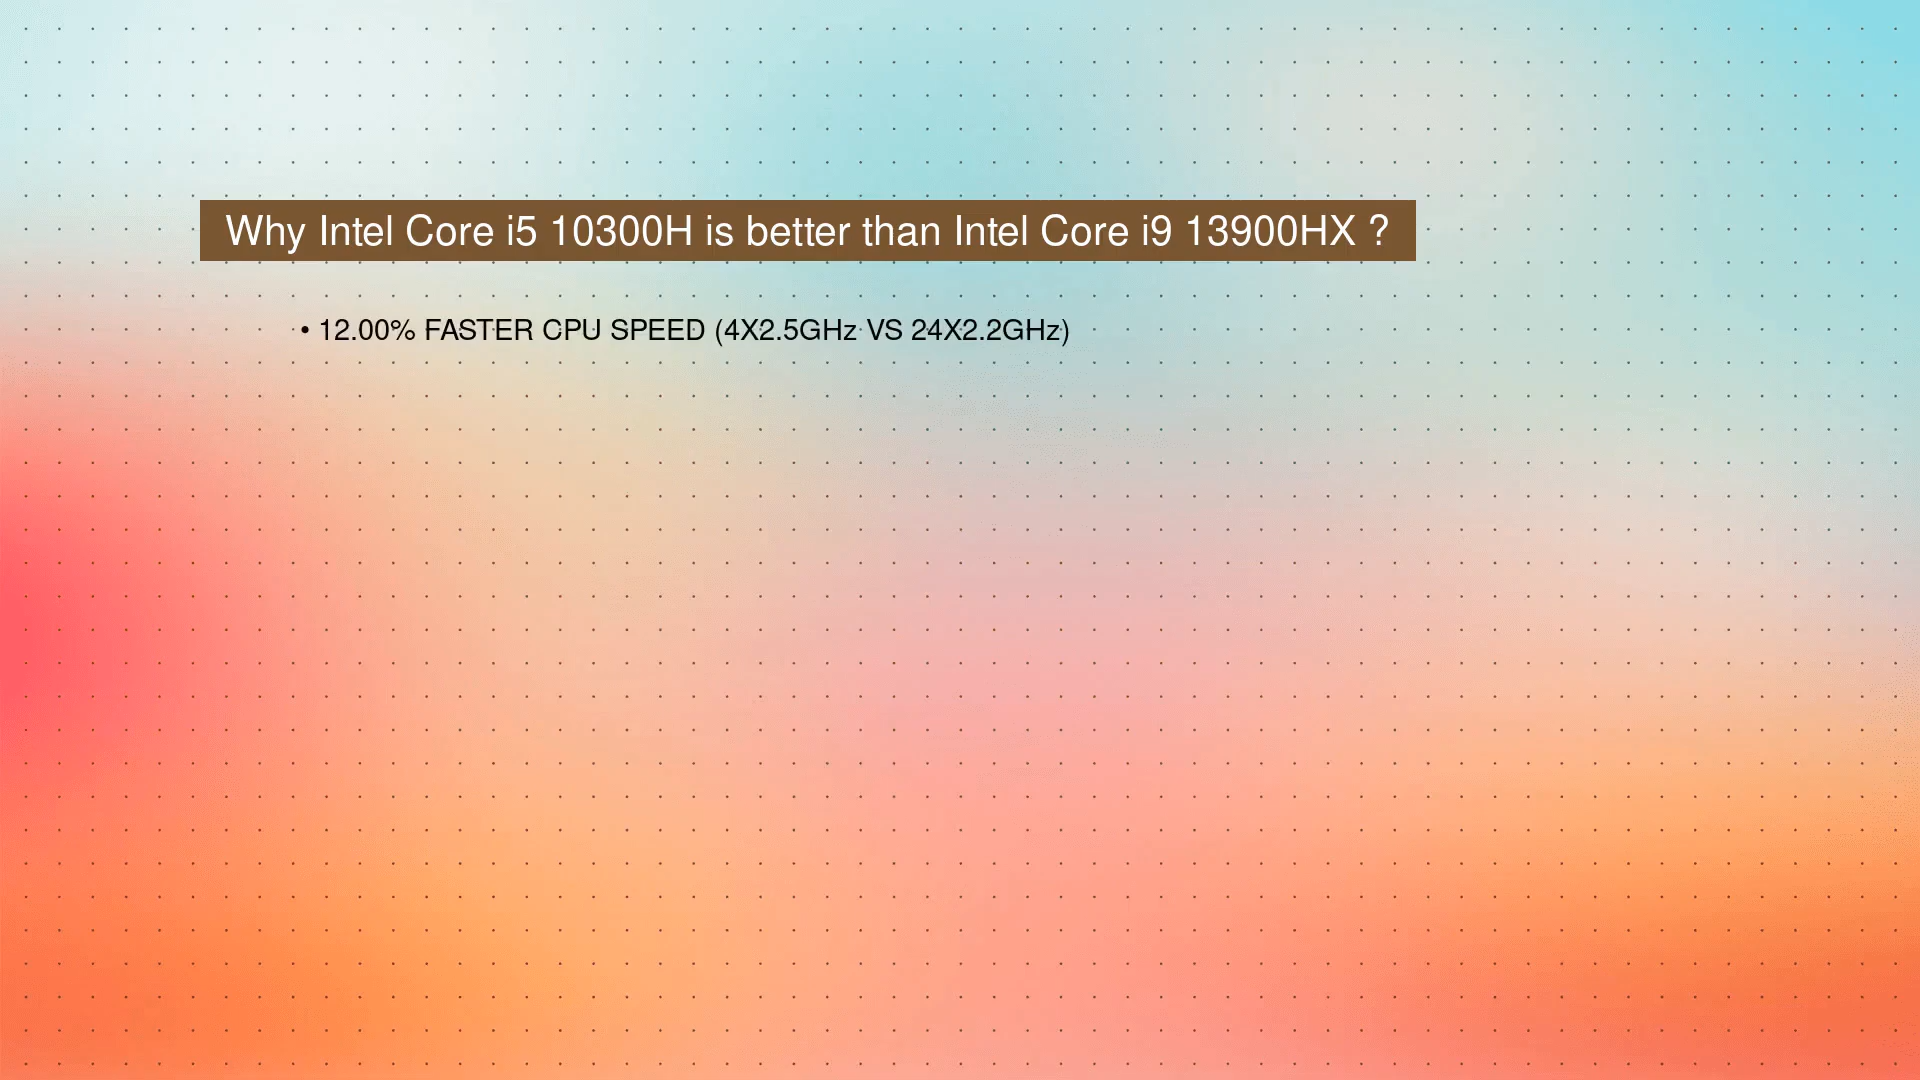 Why Intel Core i5 10300H is better than Intel Core i9 13900HX ?
• 12.00% FASTER CPU SPEED (4X2.5GHz VS 24X2.2GHz)